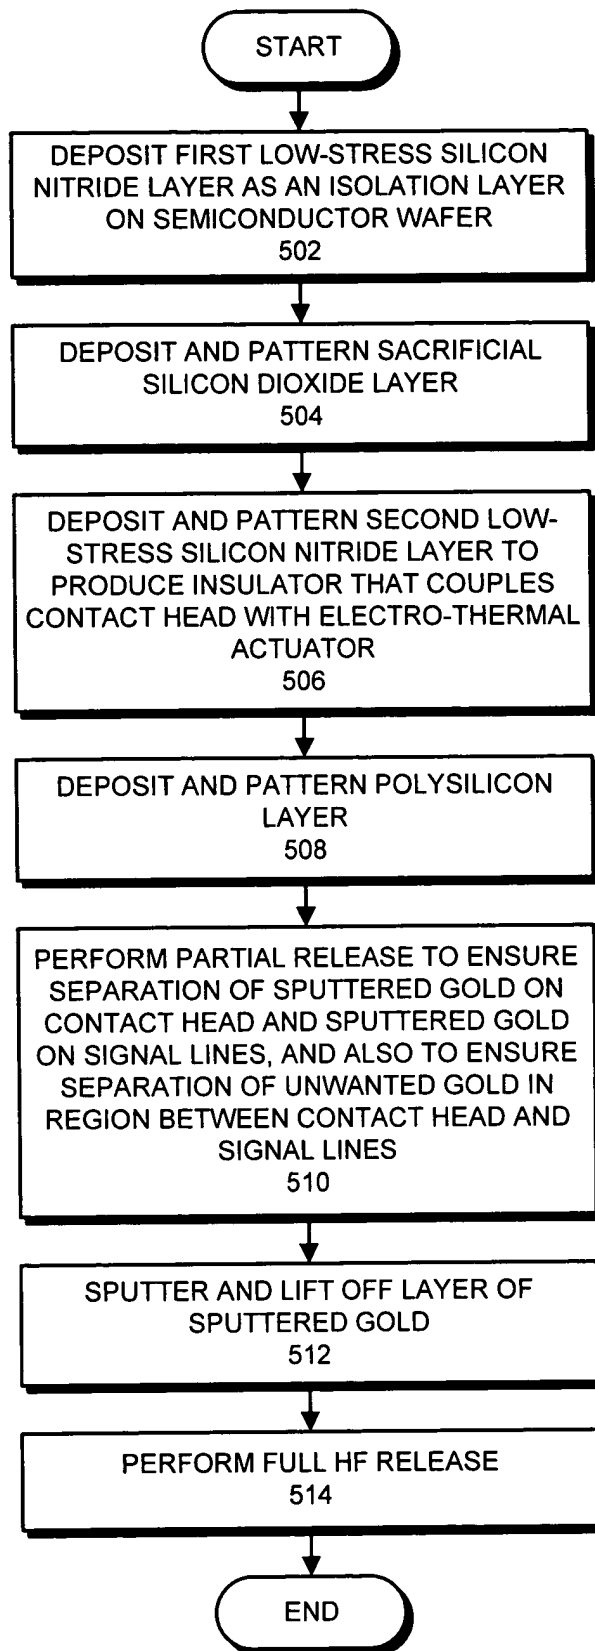 START
DEPOSIT FIRST LOW-STRESS SILICON
NITRIDE LAYER AS AN ISOLATION LAYER
ON SEMICONDUCTOR WAFER
502
DEPOSIT AND PATTERN SACRIFICIAL
SILICON DIOXIDE LAYER
504
DEPOSIT AND PATTERN SECOND LOW-
STRESS SILICON NITRIDE LAYER TO
PRODUCE INSULATOR THAT COUPLES
CONTACT HEAD WITH ELECTRO-THERMAL
ACTUATOR
506
DEPOSIT AND PATTERN POLYSILICON
LAYER
508
PERFORM PARTIAL RELEASE TO ENSURE
SEPARATION OF SPUTTERED GOLD ON
CONTACT HEAD AND SPUTTERED GOLD
ON SIGNAL LINES, AND ALSO TO ENSURE
SEPARATION OF UNWANTED GOLD IN
REGION BETWEEN CONTACT HEAD AND
SIGNAL LINES
510
SPUTTER AND LIFT OFF LAYER OF
SPUTTERED GOLD
512
PERFORM FULL HF RELEASE
514
END